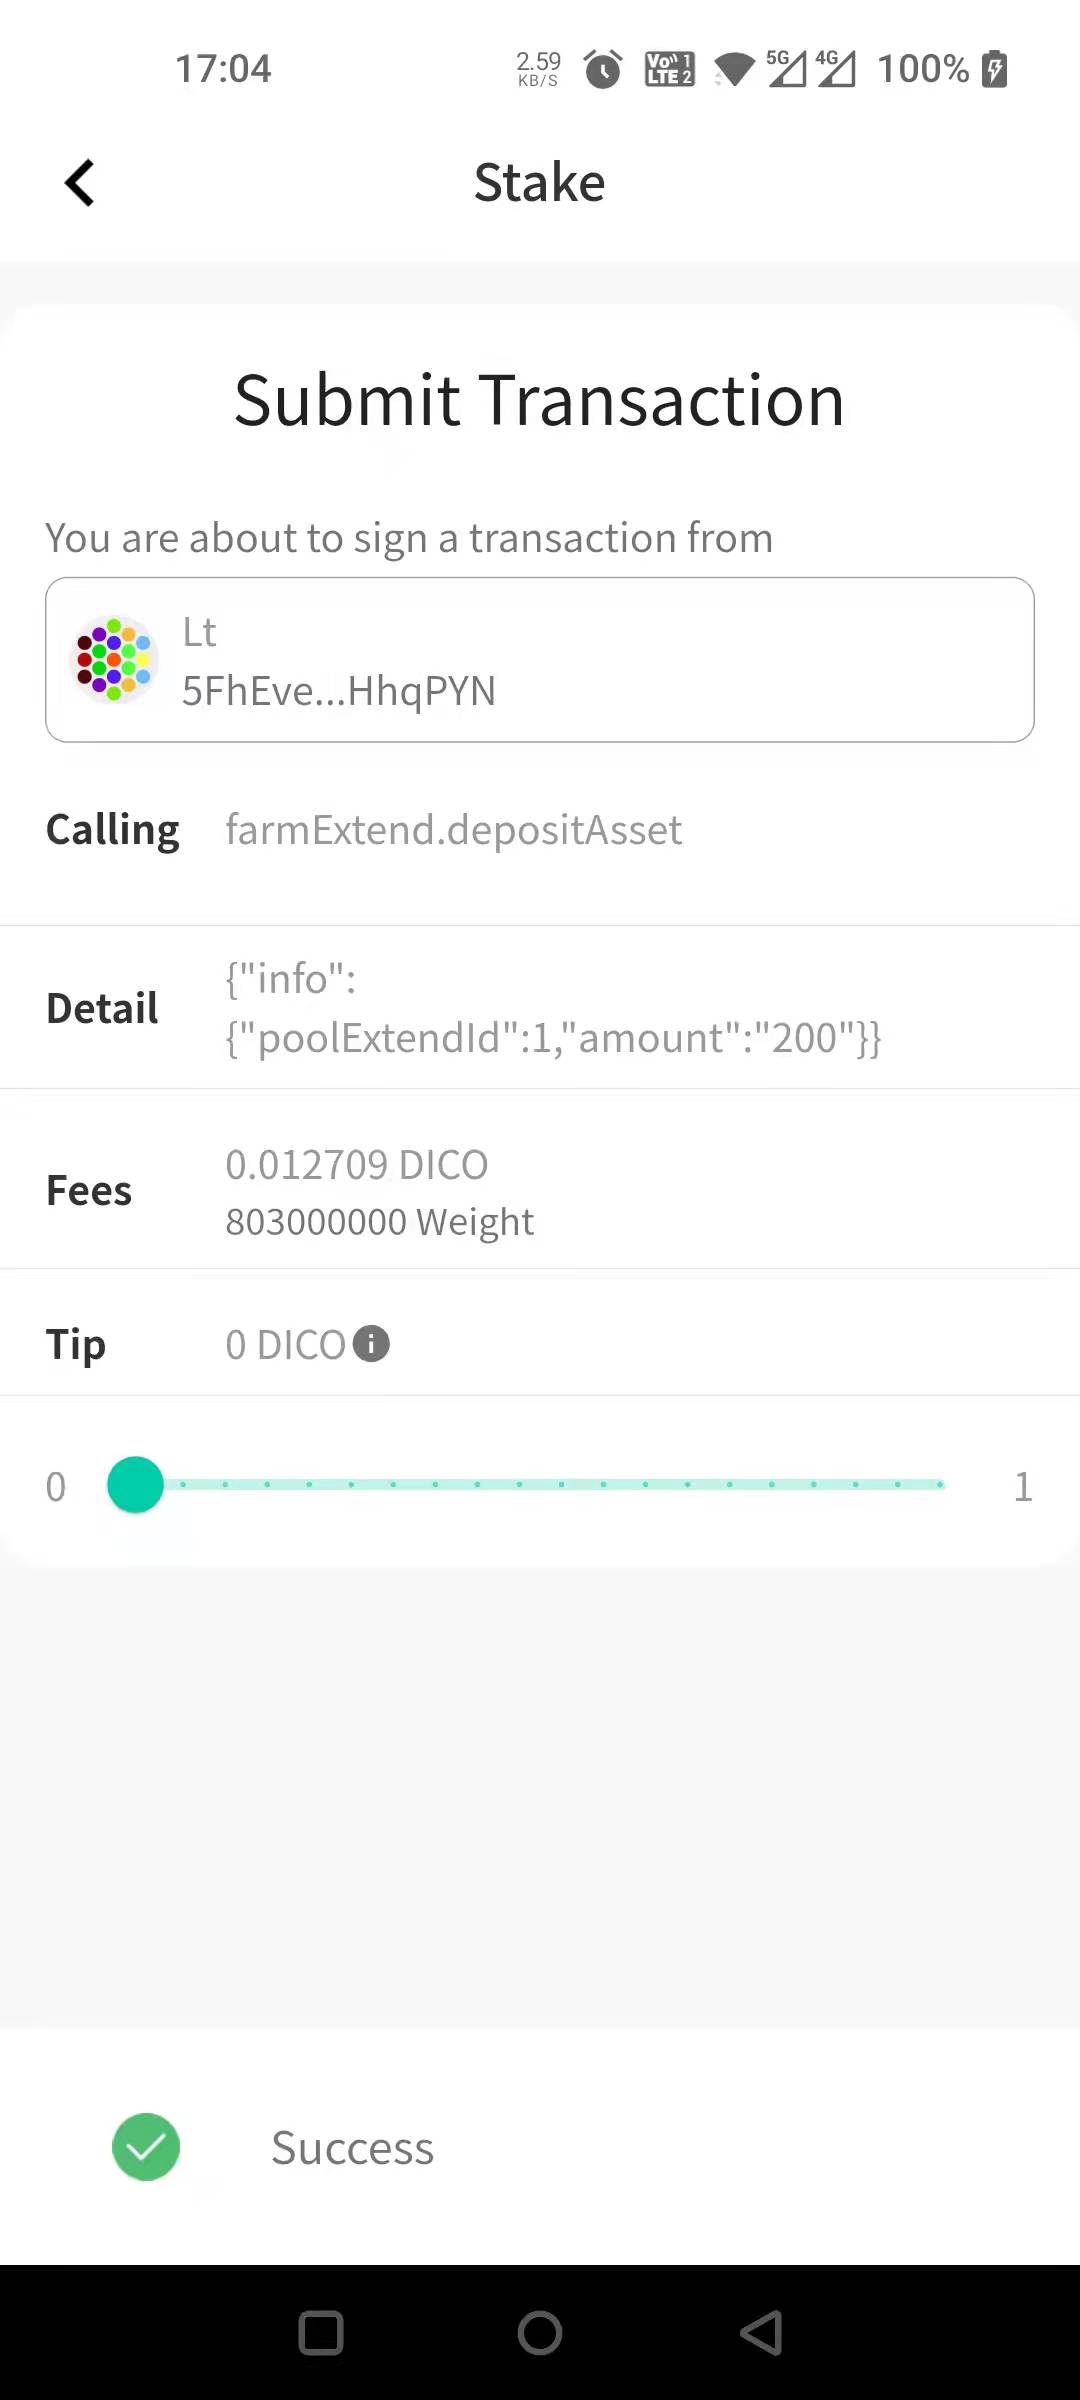 17:04
2.59
KB/S
Vo 1
LTE 2
5G
4G
100%
Stake
Submit Transaction
You are about to sign a transaction from
Lt
5FhEve...HhqPYN
Calling farmExtend.depositAsset
Detail {"info":
{"poolExtendId":1,"amount":"200"}}
Fees 0.012709 DICO
803000000 Weight
Tip 0 DICO
0 1
Success